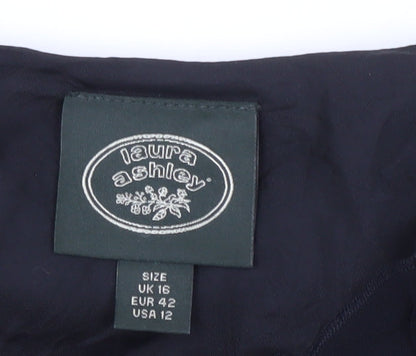 laura
ashley
SIZE
UK 16
EUR 42
USA 12